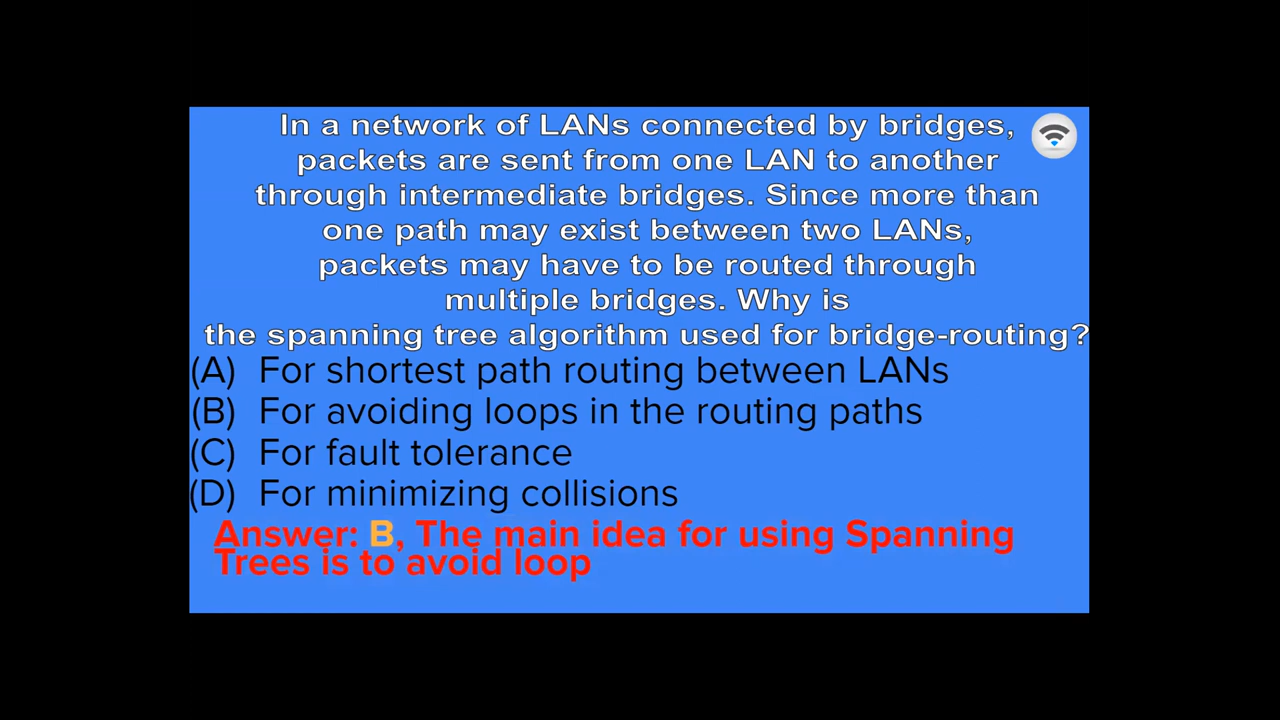 In a network of LANs connected by bridges,
packets are sent from one LAN to another
through intermediate bridges. Since more than
one path may exist between two LANs,
packets may have to be routed through
multiple bridges. Why is
the spanning tree algorithm used for bridge-routing?
(A) For shortest path routing between LANs
(B) For avoiding loops in the routing paths
(C) For fault tolerance
(D) For minimizing collisions
Answer: B, The main idea for using Spanning
Trees is to avoid loop